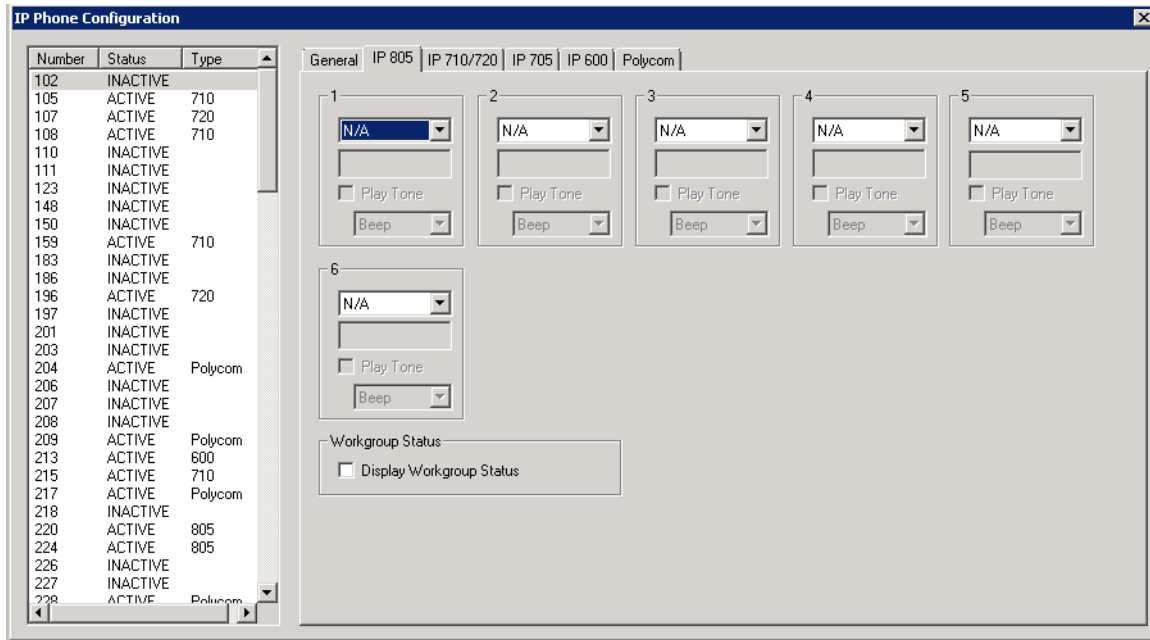 IP Phone Configuration
Number Status Type
General IP 805 IP 710/720 IP 705 IP 600 Polycom
102 INACTIVE
105 ACTIVE 710
107 ACTIVE 720
108 ACTIVE 710
110 INACTIVE
111 INACTIVE
123 INACTIVE
148 INACTIVE
150 INACTIVE
159 ACTIVE 710
183 INACTIVE
186 INACTIVE
196 ACTIVE 720
197 INACTIVE
201 INACTIVE
203 INACTIVE
204 ACTIVE Polycom
206 INACTIVE
207 INACTIVE
208 INACTIVE
209 ACTIVE Polycom
213 ACTIVE 600
215 ACTIVE 710
217 ACTIVE Polycom
218 INACTIVE
220 ACTIVE 805
224 ACTIVE 805
226 INACTIVE
227 INACTIVE
228 ACTIVE Polycom
1
N/A
Play Tone
Beep
2
N/A
Play Tone
Beep
3
N/A
Play Tone
Beep
4
N/A
Play Tone
Beep
5
N/A
Play Tone
Beep
6
N/A
Play Tone
Beep
Workgroup Status
Display Workgroup Status